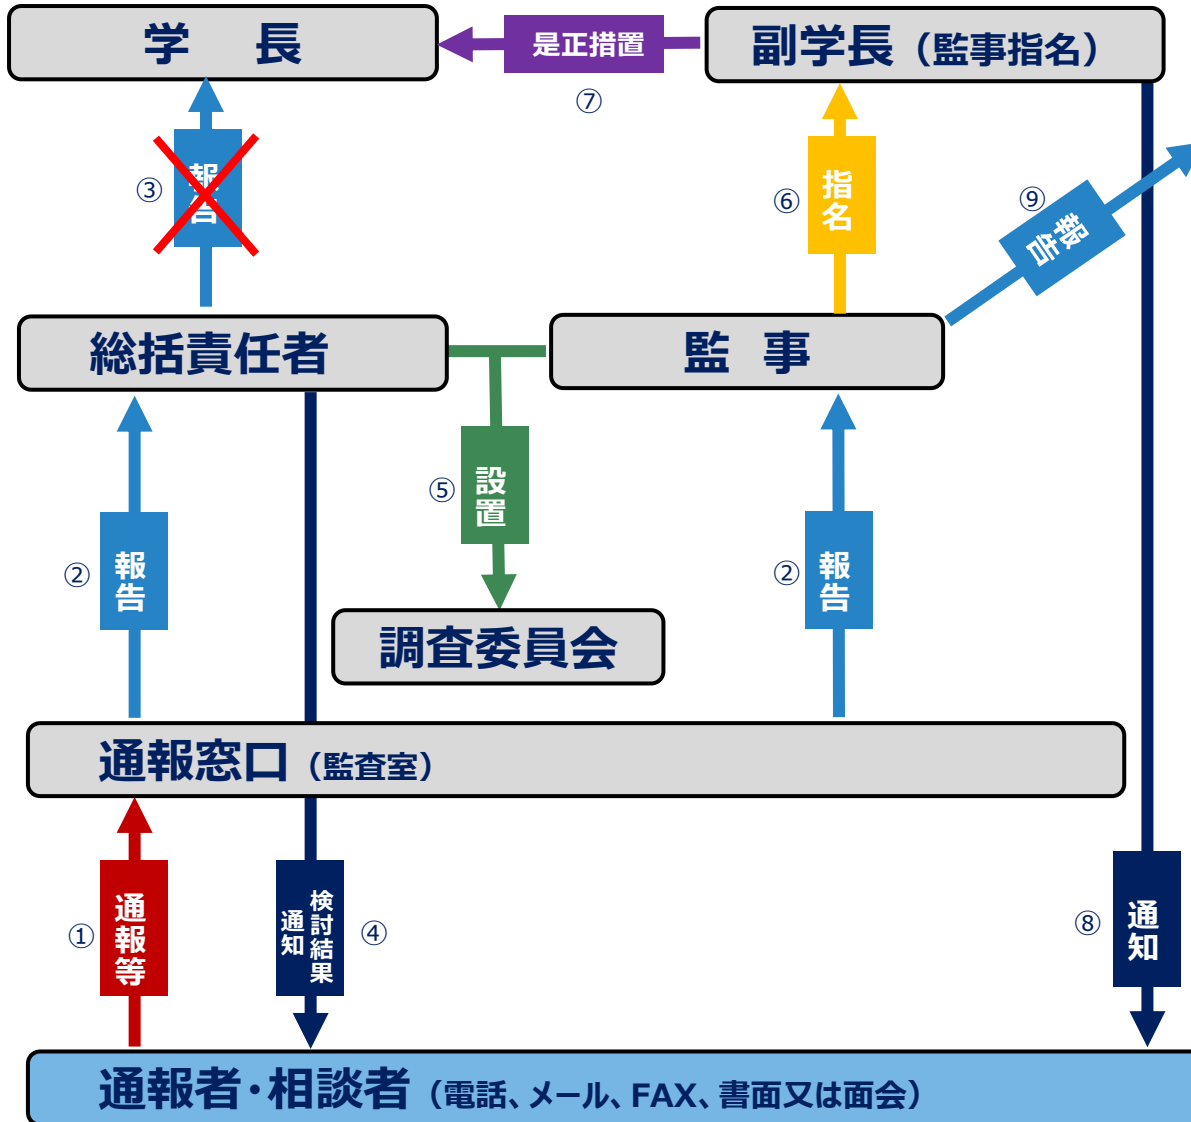 学　長
是正措置
副学長（監事指名）
⑦
③
報告
⑥
指名
⑨
報告
総括責任者
監　事
⑤
設置
②
報告
②
報告
調査委員会
通報窓口（監査室）
①
通報等
検討結果
通知
④
⑧
通知
通報者・相談者（電話、メール、FAX、書面又は面会）